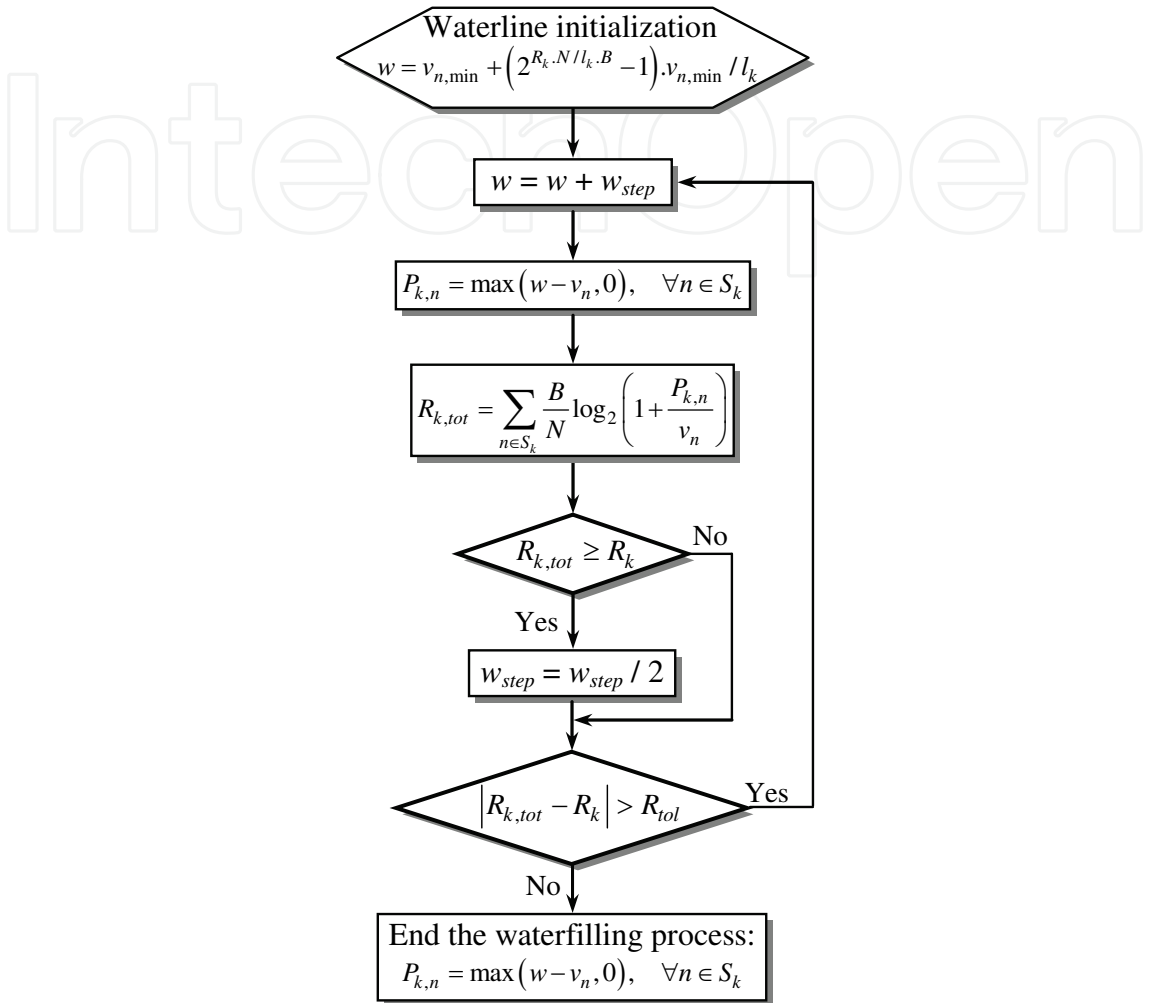 Waterline initialization
w = v_{n,min} + (2^{R_k.N/l_k.B} − 1).v_{n,min} / l_k
IntechOpen
w = w + w_{step}
P_{k,n} = max(w − v_n, 0), ∀n ∈ S_k
R_{k,tot} = ∑_{n∈S_k} B/N log_2 (1 + P_{k,n}/v_n)
R_{k,tot} ≥ R_k
No
Yes
w_{step} = w_{step} / 2
|R_{k,tot} − R_k| > R_{tol}
Yes
No
End the waterfilling process:
P_{k,n} = max(w − v_n, 0), ∀n ∈ S_k